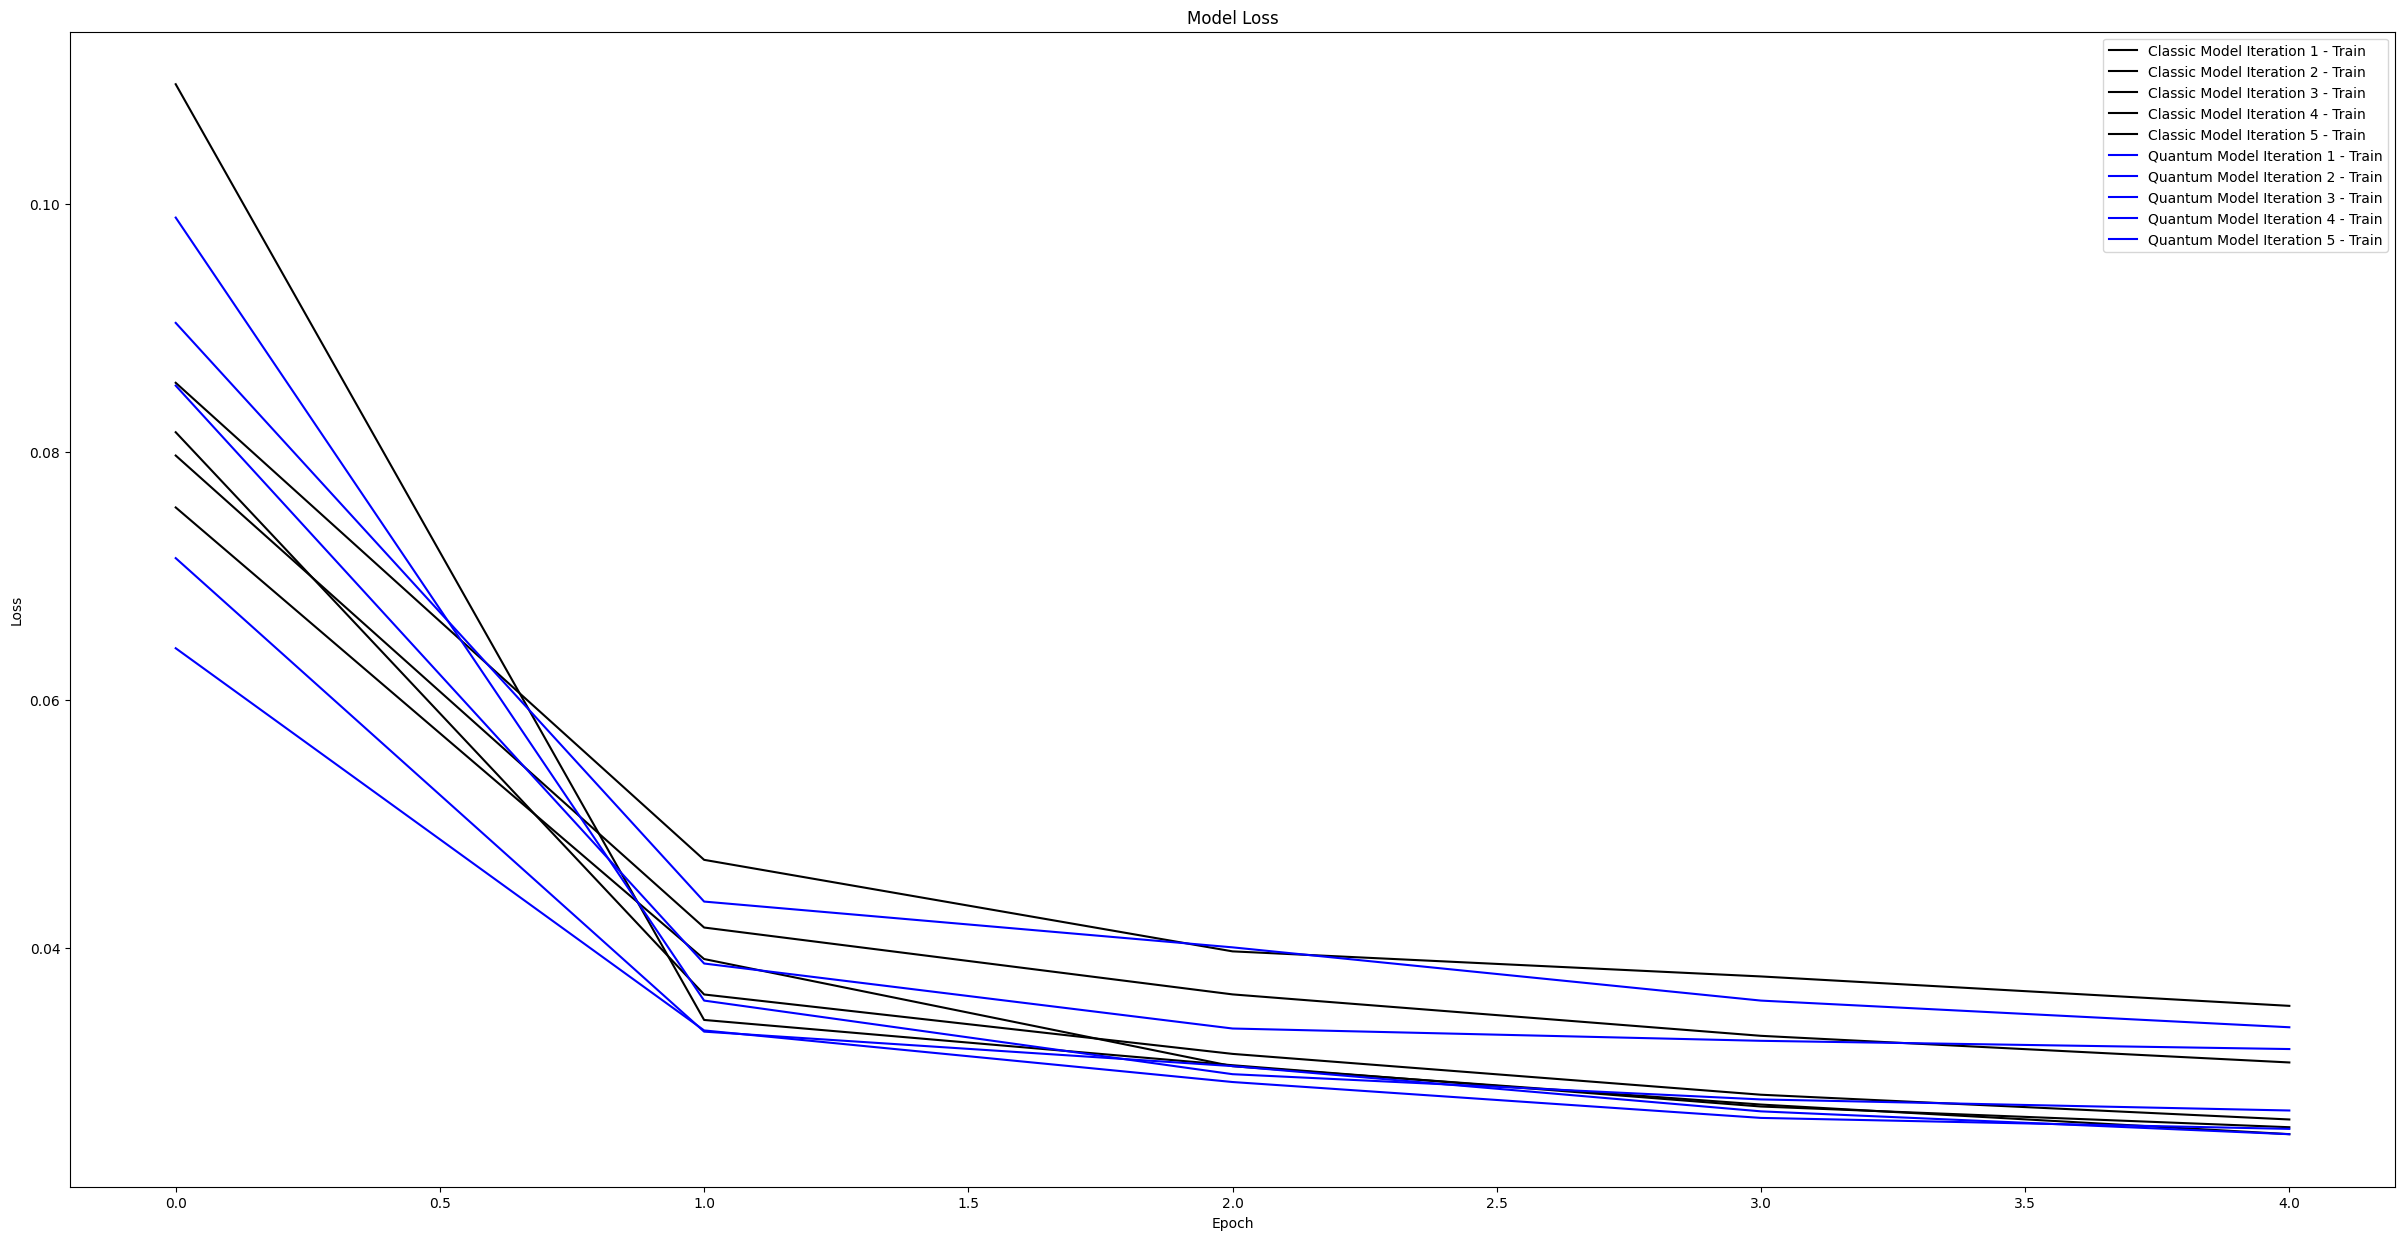 Model Loss
Classic Model Iteration 1 - Train
Classic Model Iteration 2 - Train
Classic Model Iteration 3 - Train
Classic Model Iteration 4 - Train
Classic Model Iteration 5 - Train
Quantum Model Iteration 1 - Train
Quantum Model Iteration 2 - Train
Quantum Model Iteration 3 - Train
Quantum Model Iteration 4 - Train
Quantum Model Iteration 5 - Train
0.10
0.08
0.06
0.04
Loss
0.0 0.5 1.0 1.5 2.0 2.5 3.0 3.5 4.0
Epoch